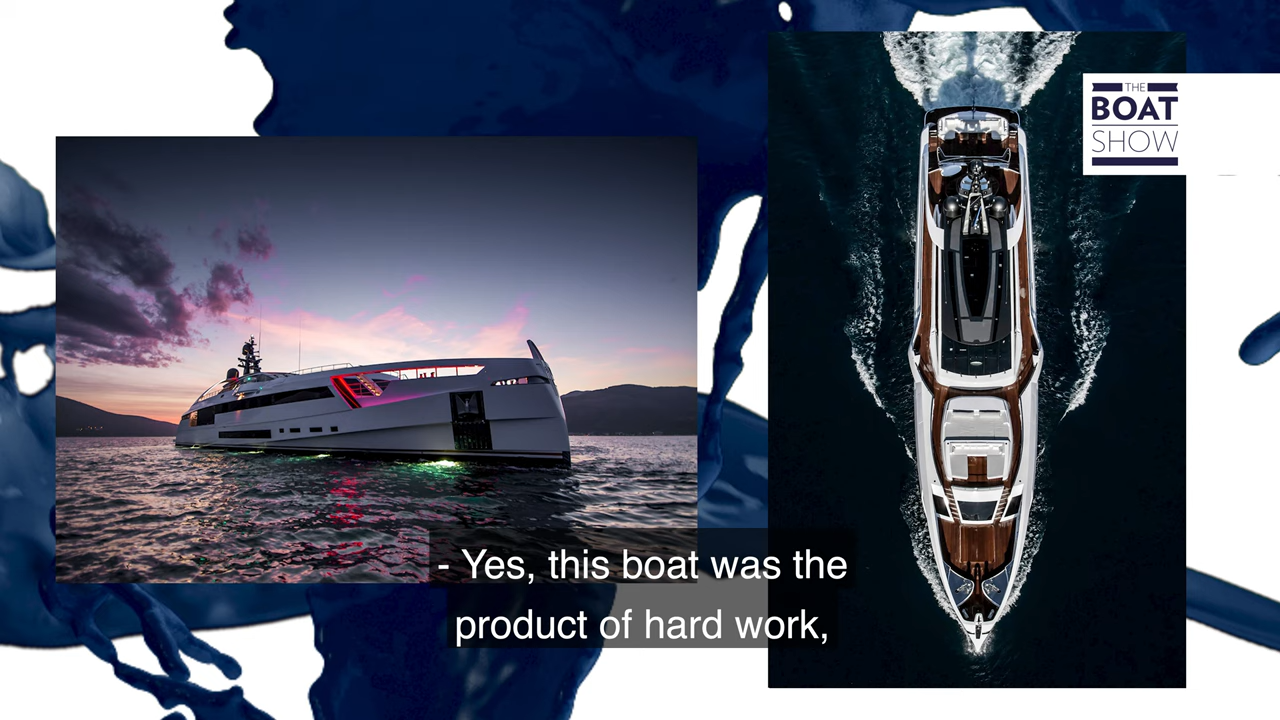 THE
BOAT
SHOW
- Yes, this boat was the
product of hard work,